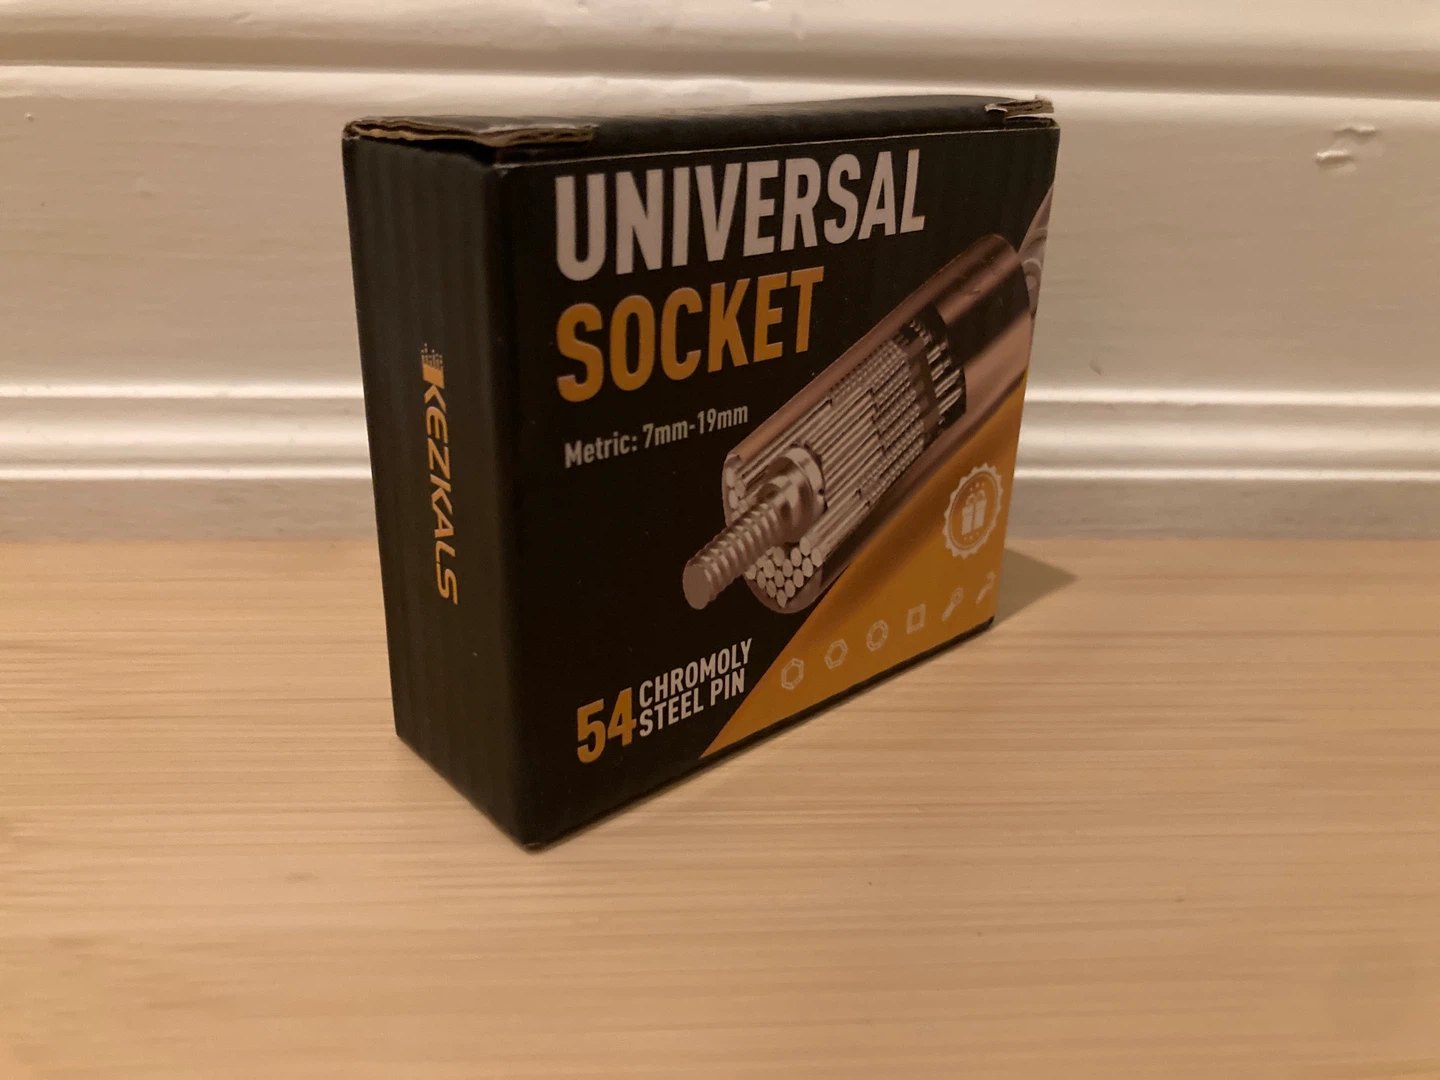 UNIVERSAL
SOCKET
Metric: 7mm-19mm
54 CHROMOLY
STEEL PIN
KEZKALS